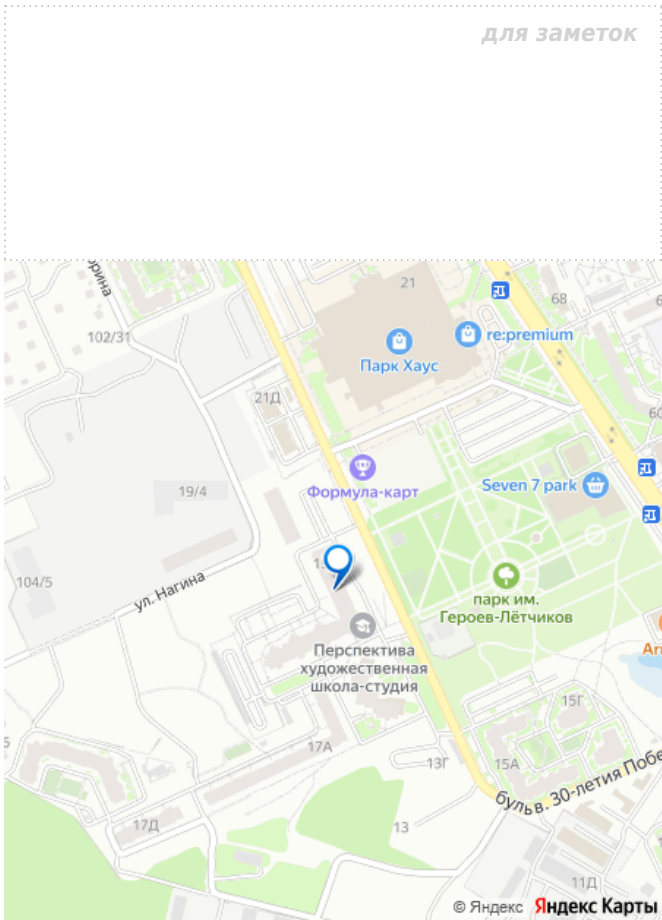 для заметок
21
68
102/31
re:premium
Парк Хаус
21Д
60
Формула-карт
Seven 7 park
19/4
104/5
ул. Нагина
парк им.
Героев-Лётчиков
Перспектива
художественная
школа-студия
15Г
17А
13Г
15А
бульв. 30-летия Побе
17Д
13
11Д
© Яндекс Яндекс Карты